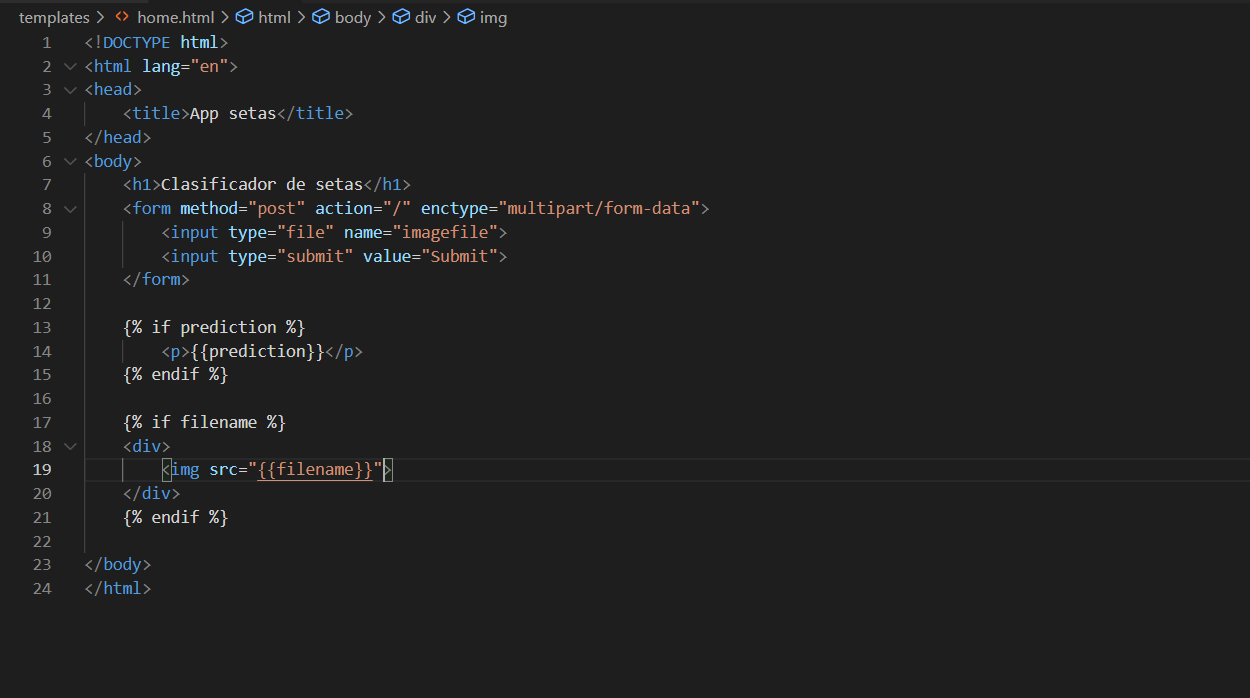 templates > home.html > html > body > div > img
1 <!DOCTYPE html>
2 <html lang="en">
3 <head>
4     <title>App setas</title>
5 </head>
6 <body>
7     <h1>Clasificador de setas</h1>
8     <form method="post" action="/" enctype="multipart/form-data">
9         <input type="file" name="imagefile">
10         <input type="submit" value="Submit">
11     </form>
12
13     {% if prediction %}
14         <p>{{prediction}}</p>
15     {% endif %}
16
17     {% if filename %}
18     <div>
19         <img src="{{filename}}">
20     </div>
21     {% endif %}
22
23 </body>
24 </html>